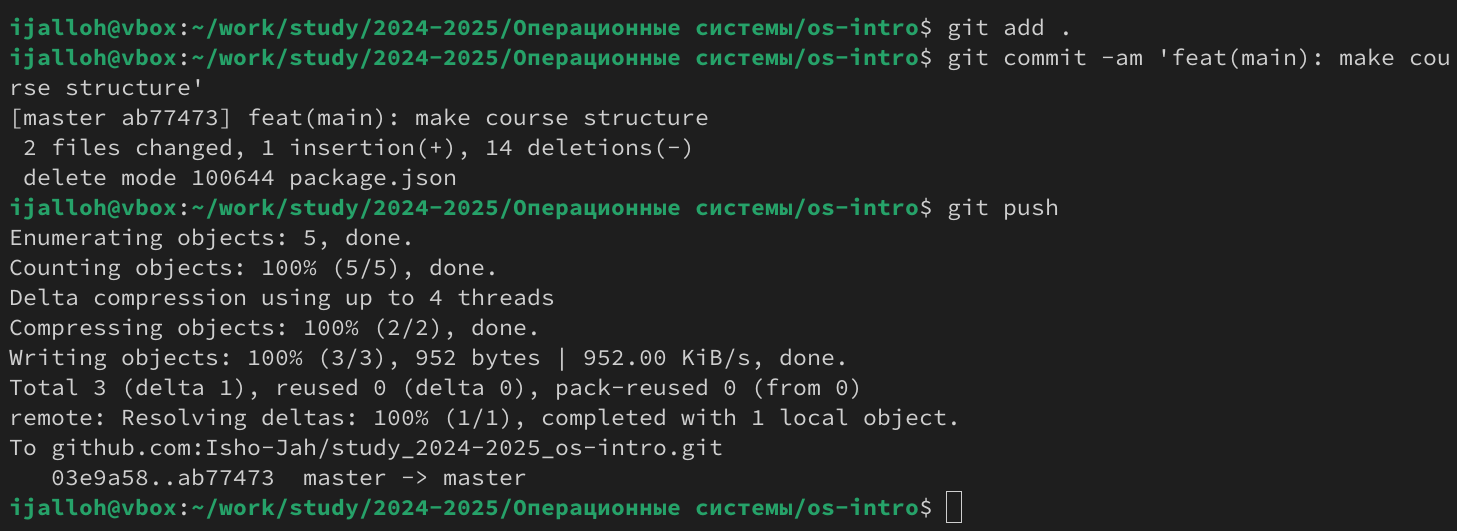 ijalloh@vbox:~/work/study/2024-2025/Операционные системы/os-intro$ git add .
ijalloh@vbox:~/work/study/2024-2025/Операционные системы/os-intro$ git commit -am 'feat(main): make cou
rse structure'
[master ab77473] feat(main): make course structure
 2 files changed, 1 insertion(+), 14 deletions(-)
 delete mode 100644 package.json
ijalloh@vbox:~/work/study/2024-2025/Операционные системы/os-intro$ git push
Enumerating objects: 5, done.
Counting objects: 100% (5/5), done.
Delta compression using up to 4 threads
Compressing objects: 100% (2/2), done.
Writing objects: 100% (3/3), 952 bytes | 952.00 KiB/s, done.
Total 3 (delta 1), reused 0 (delta 0), pack-reused 0 (from 0)
remote: Resolving deltas: 100% (1/1), completed with 1 local object.
To github.com:Isho-Jah/study_2024-2025_os-intro.git
   03e9a58..ab77473  master -> master
ijalloh@vbox:~/work/study/2024-2025/Операционные системы/os-intro$